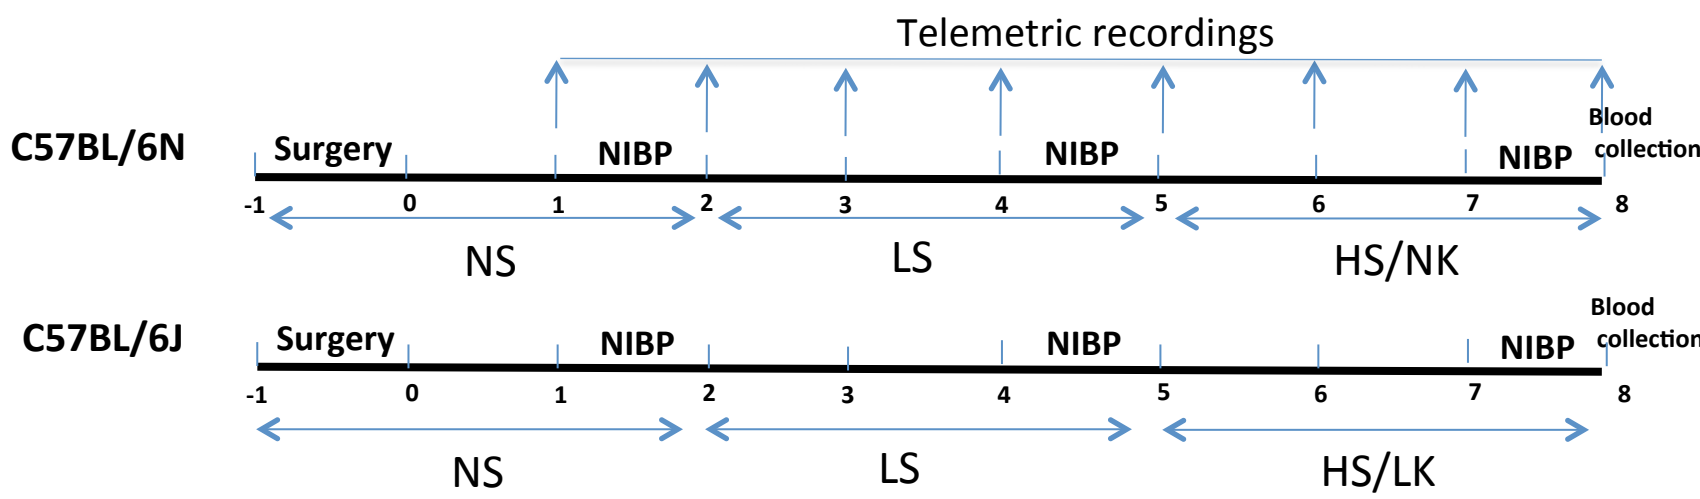 Telemetric recordings
C57BL/6N
Surgery NIBP NIBP NIBP Blood
collection
-1 0 1 2 3 4 5 6 7 8
NS LS HS/NK
C57BL/6J
Surgery NIBP NIBP NIBP Blood
collection
-1 0 1 2 3 4 5 6 7 8
NS LS HS/LK